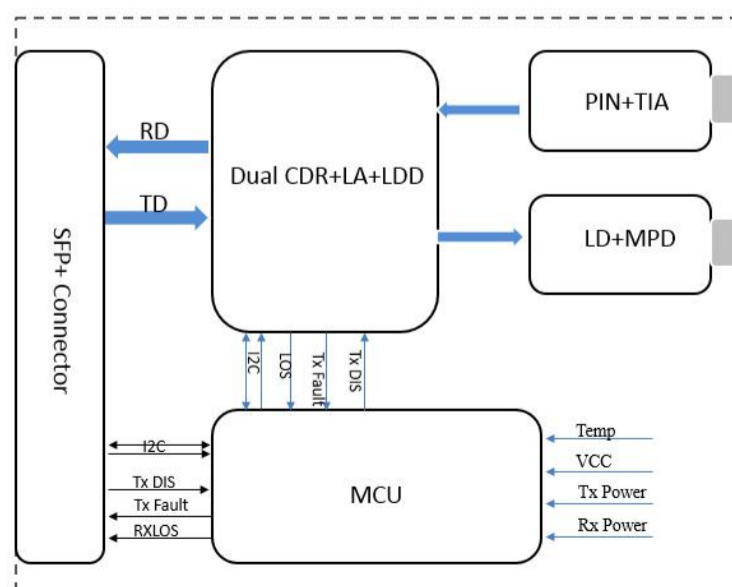 PIN+TIA
RD
Dual CDR+LA+LDD
TD
LD+MPD
SFP+ Connector
I2C
LOS
Tx Fault
Tx DIS
I2C
Tx DIS
Tx Fault
RXLOS
MCU
Temp
VCC
Tx Power
Rx Power